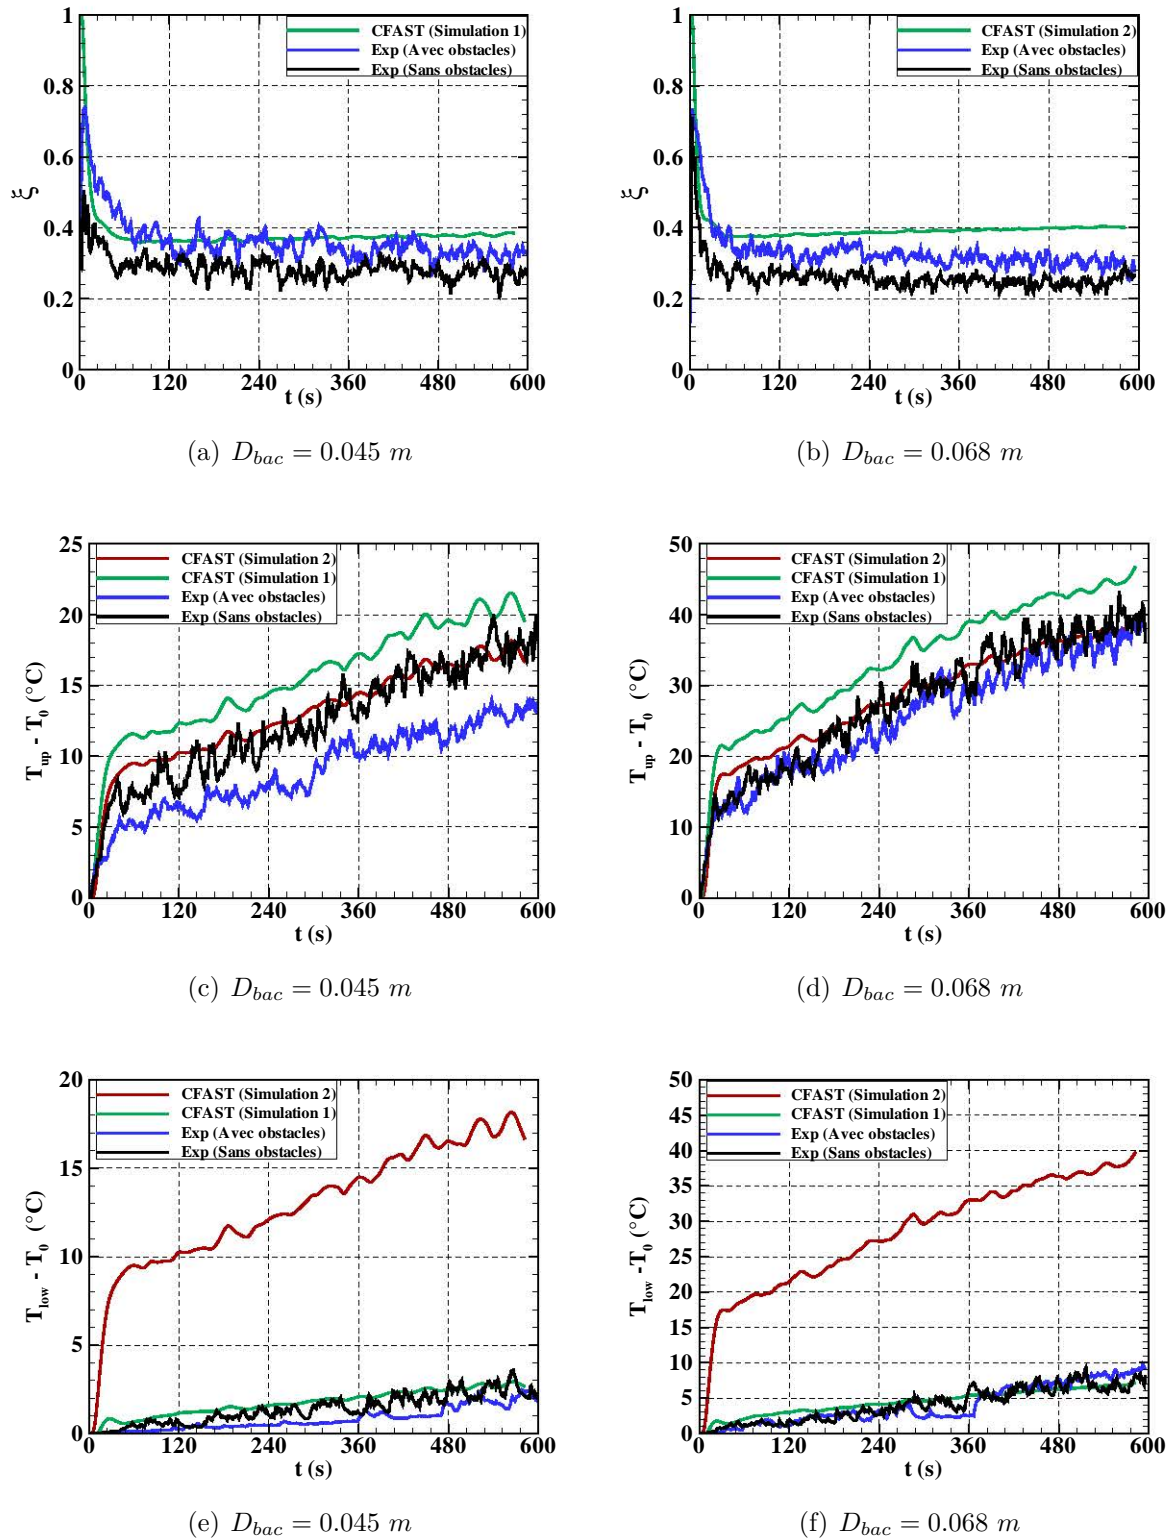 ξ
1
0.8
0.6
0.4
0.2
0
0 120 240 360 480 600
t (s)
CFAST (Simulation 1)
Exp (Avec obstacles)
Exp (Sans obstacles)
(a) D_bac = 0.045 m
ξ
1
0.8
0.6
0.4
0.2
0
0 120 240 360 480 600
t (s)
CFAST (Simulation 2)
Exp (Avec obstacles)
Exp (Sans obstacles)
(b) D_bac = 0.068 m
T_up - T_0 (°C)
25
20
15
10
5
0
0 120 240 360 480 600
t (s)
CFAST (Simulation 2)
CFAST (Simulation 1)
Exp (Avec obstacles)
Exp (Sans obstacles)
(c) D_bac = 0.045 m
T_up - T_0 (°C)
50
40
30
20
10
0
0 120 240 360 480 600
t (s)
CFAST (Simulation 2)
CFAST (Simulation 1)
Exp (Avec obstacles)
Exp (Sans obstacles)
(d) D_bac = 0.068 m
T_low - T_0 (°C)
20
15
10
5
0
0 120 240 360 480 600
t (s)
CFAST (Simulation 2)
CFAST (Simulation 1)
Exp (Avec obstacles)
Exp (Sans obstacles)
(e) D_bac = 0.045 m
T_low -T_0 (°C)
50
45
40
35
30
25
20
15
10
5
0
0 120 240 360 480 600
t (s)
CFAST (Simulation 2)
CFAST (Simulation 1)
Exp (Avec obstacles)
Exp (Sans obstacles)
(f) D_bac = 0.068 m